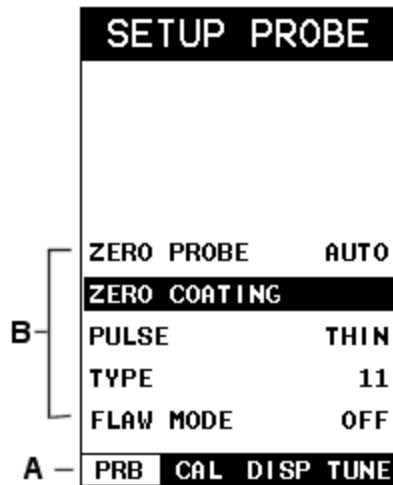 SETUP PROBE
ZERO PROBE AUTO
ZERO COATING
B
PULSE THIN
TYPE 11
FLAW MODE OFF
A
PRB CAL DISP TUNE